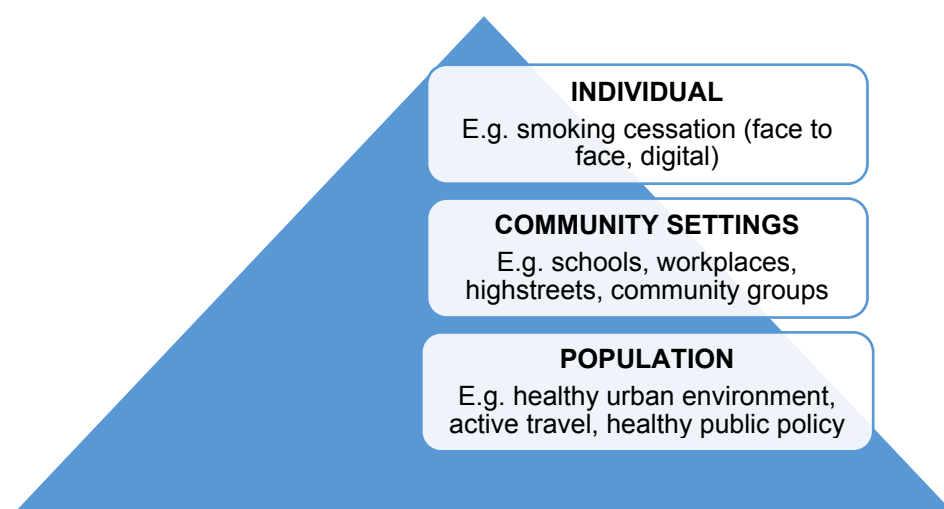 INDIVIDUAL
E.g. smoking cessation (face to
face, digital)
COMMUNITY SETTINGS
E.g. schools, workplaces,
highstreets, community groups
POPULATION
E.g. healthy urban environment,
active travel, healthy public policy